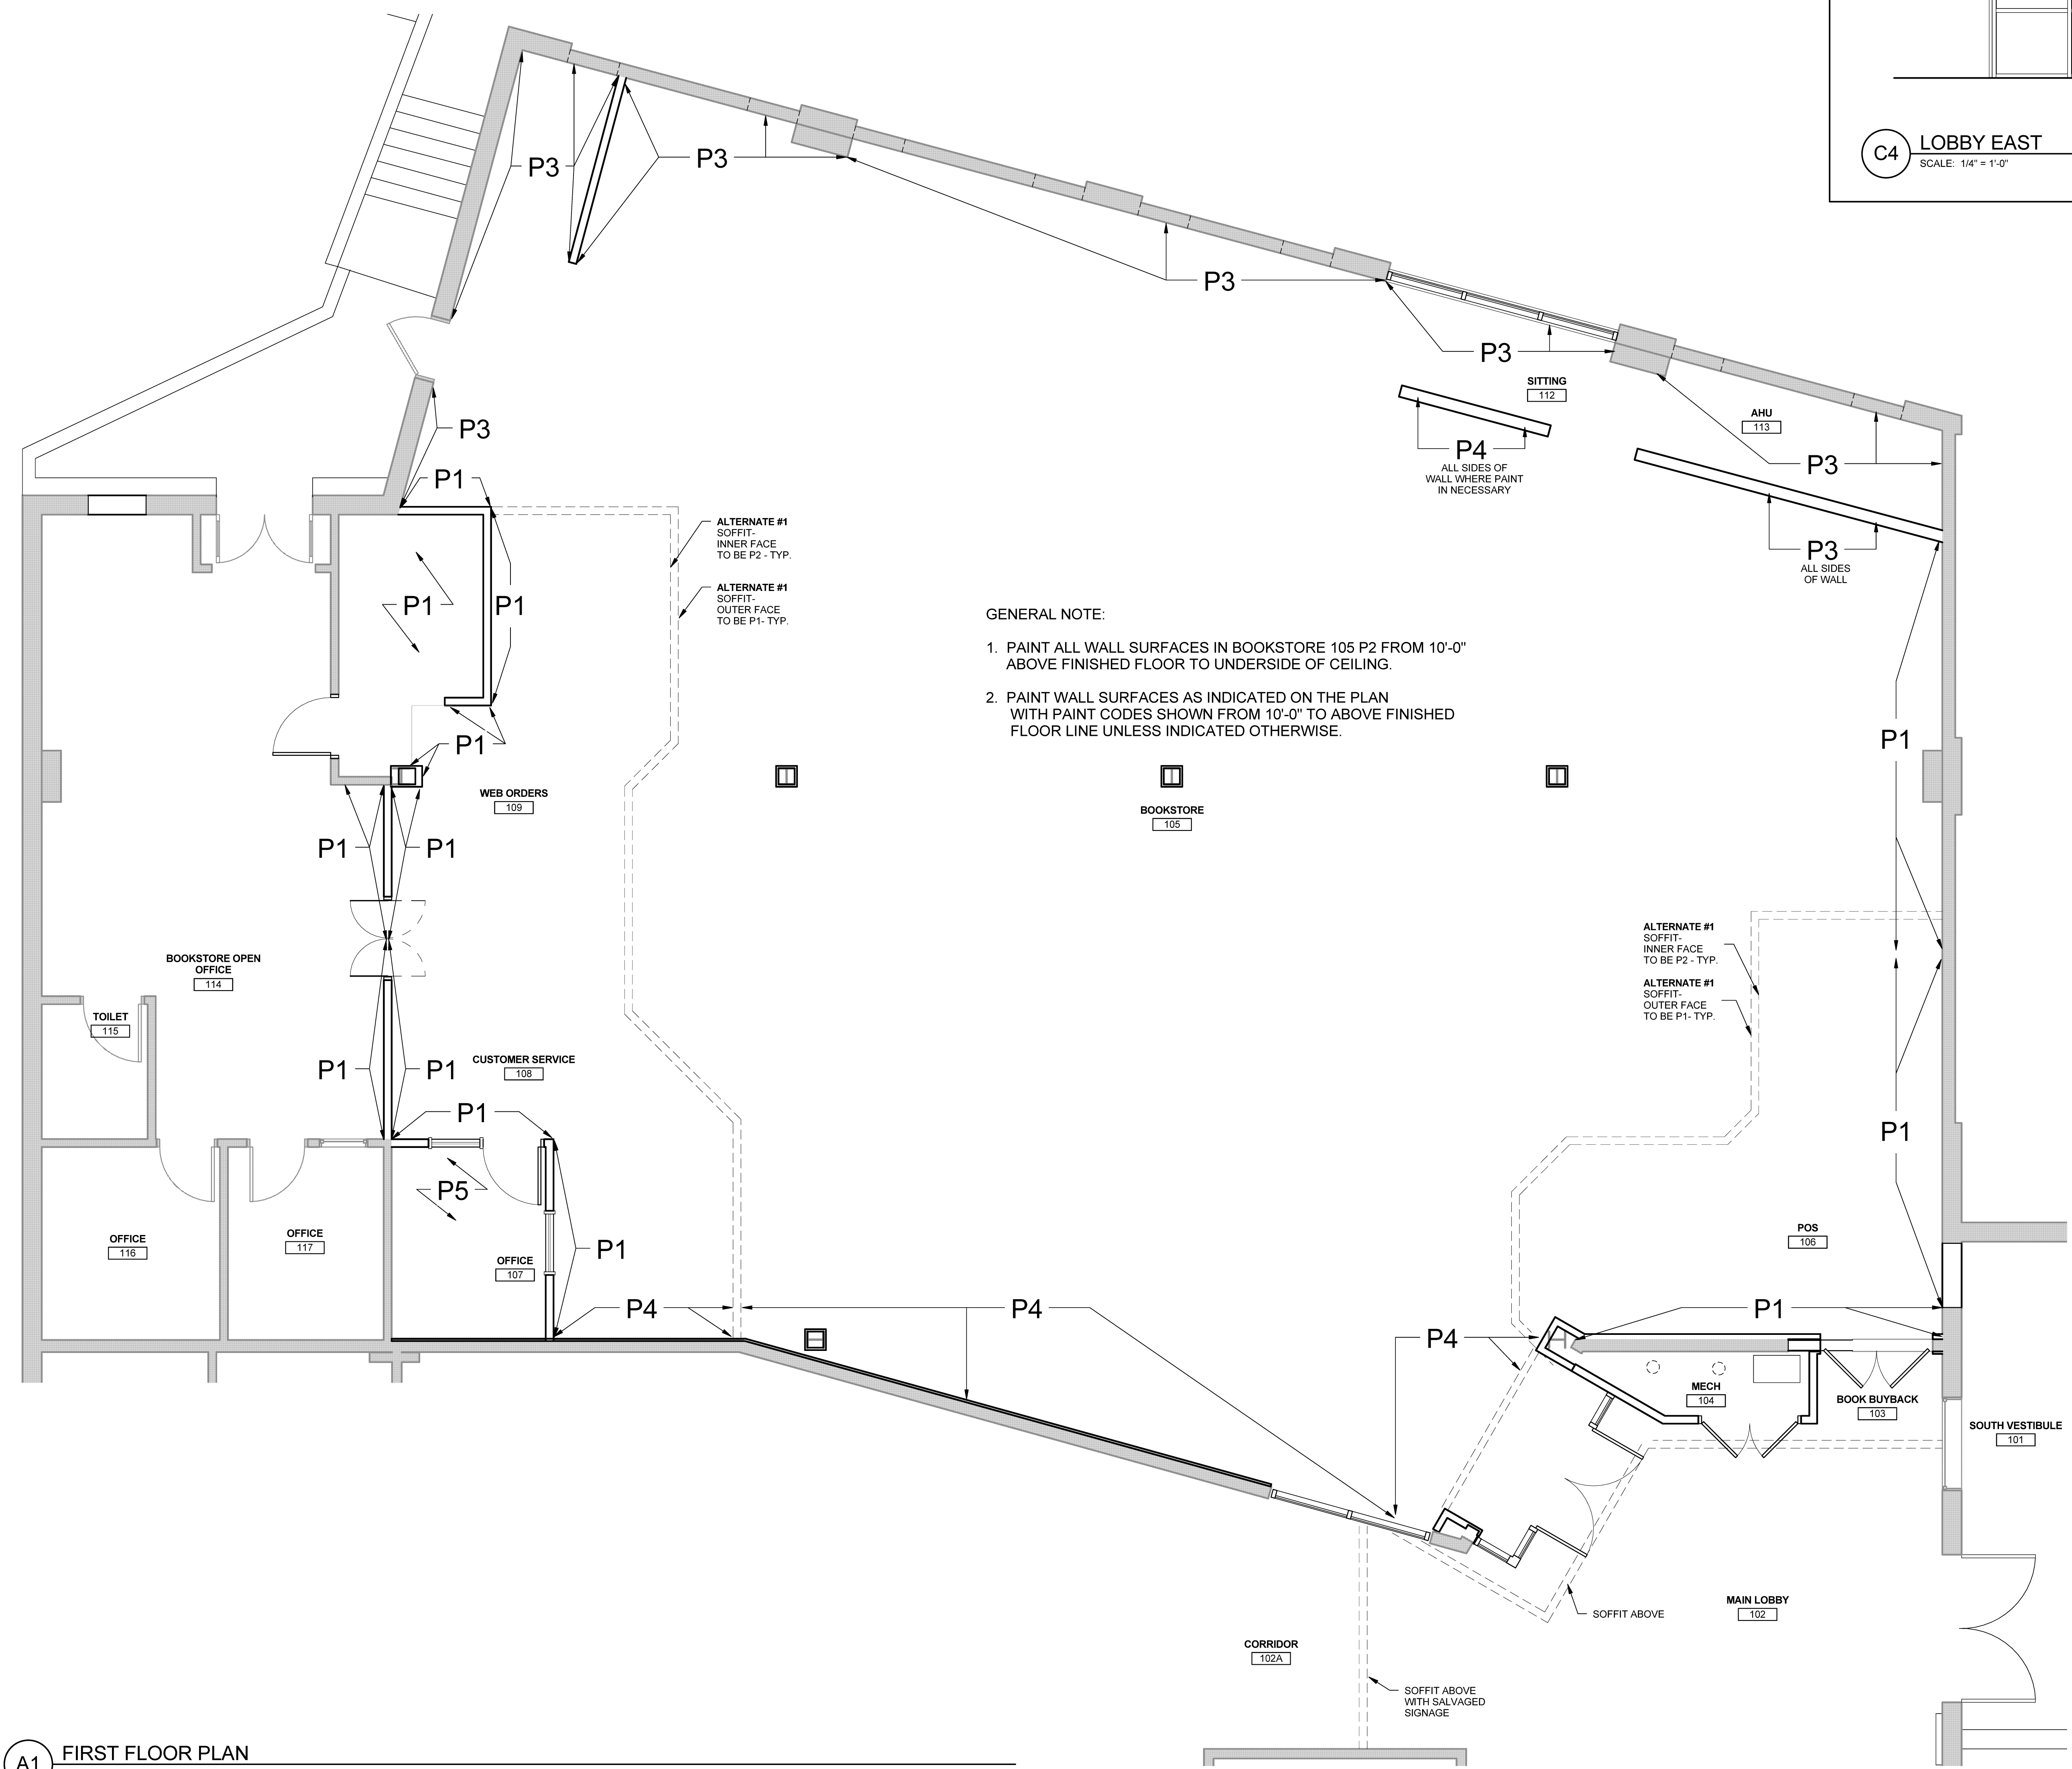 C4
LOBBY EAST
SCALE: 1/4" = 1'-0"
P3
P3
P3
P3
SITTING
112
AHU
113
P3
P4
ALL SIDES OF
WALL WHERE PAINT
IN NECESSARY
P3
P1
P3
ALL SIDES
OF WALL
ALTERNATE #1
SOFFIT-
INNER FACE
TO BE P2 - TYP.
ALTERNATE #1
SOFFIT-
OUTER FACE
TO BE P1- TYP.
P1
P1
GENERAL NOTE:
1. PAINT ALL WALL SURFACES IN BOOKSTORE 105 P2 FROM 10'-0"
ABOVE FINISHED FLOOR TO UNDERSIDE OF CEILING.
2. PAINT WALL SURFACES AS INDICATED ON THE PLAN
WITH PAINT CODES SHOWN FROM 10'-0" TO ABOVE FINISHED
FLOOR LINE UNLESS INDICATED OTHERWISE.
P1
P1
WEB ORDERS
109
BOOKSTORE
105
P1
P1
ALTERNATE #1
SOFFIT-
INNER FACE
TO BE P2 - TYP.
ALTERNATE #1
SOFFIT-
OUTER FACE
TO BE P1- TYP.
BOOKSTORE OPEN
OFFICE
114
TOILET
115
P1
P1
CUSTOMER SERVICE
108
P1
P1
P5
OFFICE
116
OFFICE
117
OFFICE
107
P1
POS
106
P4
P4
P4
P1
MECH
104
BOOK BUYBACK
103
SOUTH VESTIBULE
101
MAIN LOBBY
102
SOFFIT ABOVE
CORRIDOR
102A
SOFFIT ABOVE
WITH SALVAGED
SIGNAGE
A1
FIRST FLOOR PLAN